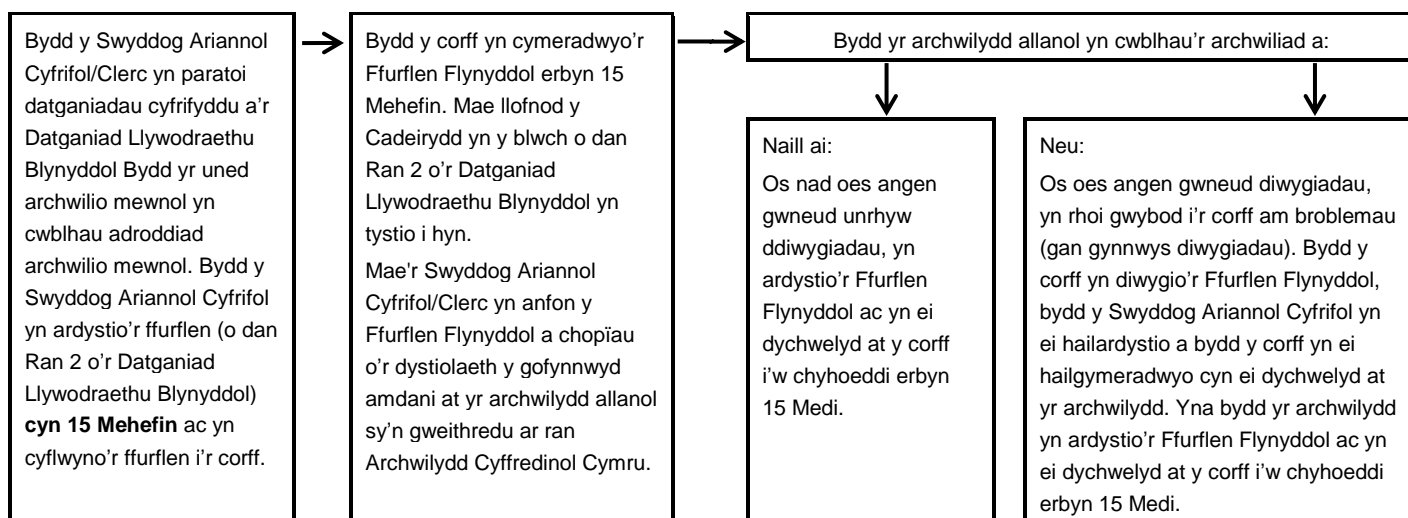 Bydd y Swyddog Ariannol
Cyfrifol/Clerc yn paratoi
datganiadau cyfrifyddu a'r
Datganiad Llywodraethu
Blynyddol Bydd yr uned
archwilio mewnol yn
cwblhau adroddiad
archwilio mewnol. Bydd y
Swyddog Ariannol Cyfrifol
yn ardystio'r ffurflen (o dan
Ran 2 o'r Datganiad
Llywodraethu Blynyddol)
cyn 15 Mehefin ac yn
cyflwyno'r ffurflen i'r corff.
Bydd y corff yn cymeradwyo'r
Ffurflen Flynyddol erbyn 15
Mehefin. Mae llofnod y
Cadeirydd yn y blwch o dan
Ran 2 o'r Datganiad
Llywodraethu Blynyddol yn
tystio i hyn.
Mae'r Swyddog Ariannol
Cyfrifol/Clerc yn anfon y
Ffurflen Flynyddol a chopïau
o'r dystiolaeth y gofynnwyd
amdani at yr archwilydd allanol
sy'n gweithredu ar ran
Archwilydd Cyffredinol Cymru.
Bydd yr archwilydd allanol yn cwblhau'r archwiliad a:
Naill ai:
Os nad oes angen
gwneud unrhyw
ddiwygiadau, yn
ardystio'r Ffurflen
Flynyddol ac yn ei
dychwelyd at y corff
i'w chyhoeddi erbyn
15 Medi.
Neu:
Os oes angen gwneud diwygiadau,
yn rhoi gwybod i'r corff am broblemau
(gan gynnwys diwygiadau). Bydd y
corff yn diwygio'r Ffurflen Flynyddol,
bydd y Swyddog Ariannol Cyfrifol yn
ei hailardystio a bydd y corff yn ei
hailgymeradwyo cyn ei dychwelyd at
yr archwilydd. Yna bydd yr archwilydd
yn ardystio'r Ffurflen Flynyddol ac yn
ei dychwelyd at y corff i'w chyhoeddi
erbyn 15 Medi.